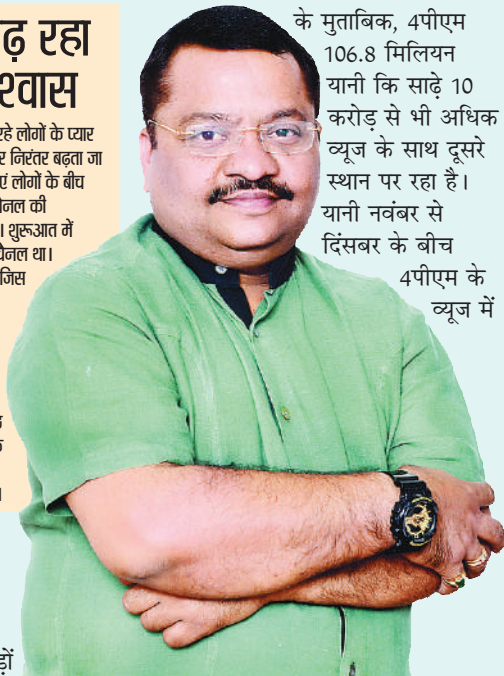 ढ़ रहा
श्वास
रहे लोगों के प्यार
र निरंतर बढ़ता जा
एं लोगों के बीच
चैनल की
। शुरूआत में
चैनल था।
जिस
के मुताबिक, 4पीएम
106.8 मिलियन
यानी कि साढ़े 10
करोड़ से भी अधिक
व्यूज के साथ दूसरे
स्थान पर रहा है।
यानी नवंबर से
दिंसबर के बीच
4पीएम के
व्यूज में
ड़ों